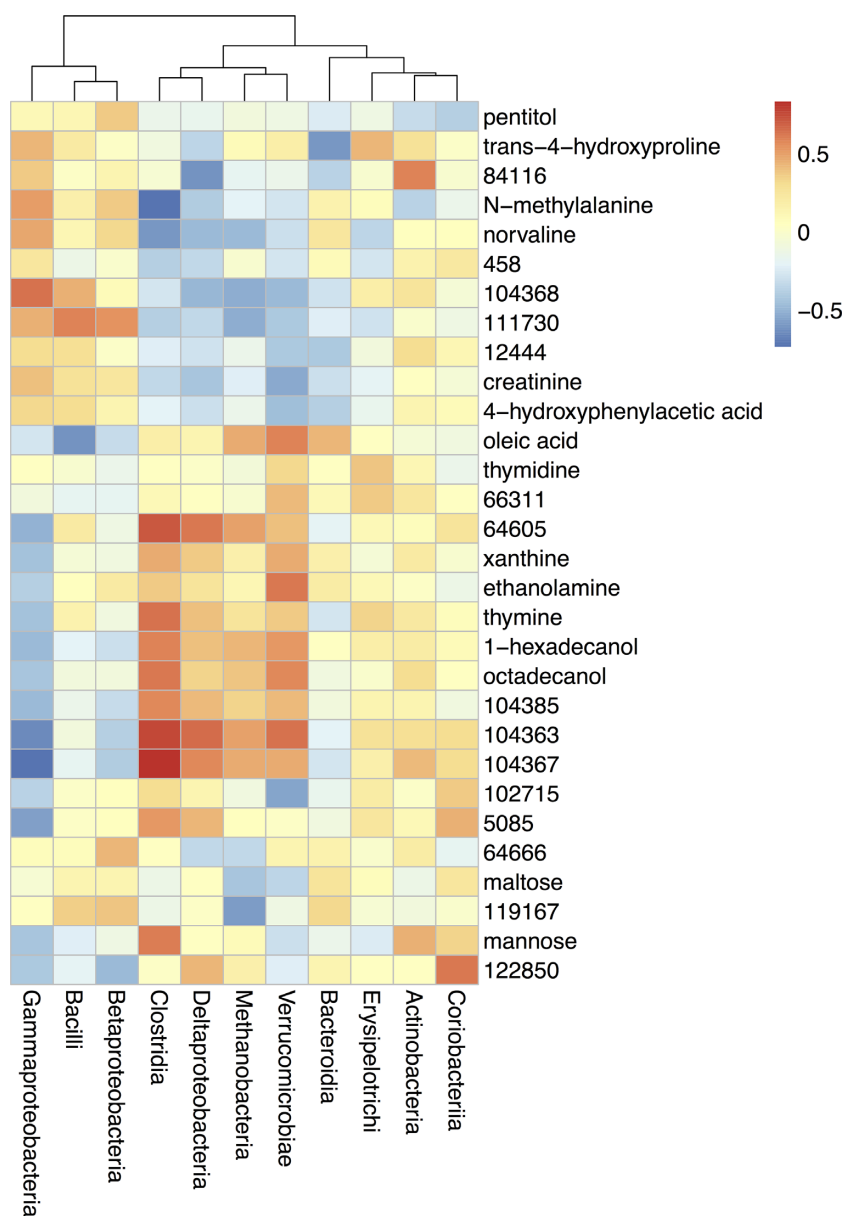 pentitol
trans−4−hydroxyproline
84116
N−methylalanine
norvaline
458
104368
111730
12444
creatinine
4−hydroxyphenylacetic acid
oleic acid
thymidine
66311
64605
xanthine
ethanolamine
thymine
1−hexadecanol
octadecanol
104385
104363
104367
102715
5085
64666
maltose
119167
mannose
122850
0.5
0
−0.5
Gammaproteobacteria
Bacilli
Betaproteobacteria
Clostridia
Deltaproteobacteria
Methanobacteria
Verrucomicrobiae
Bacteroidia
Erysipelotrichi
Actinobacteria
Coriobacteriia